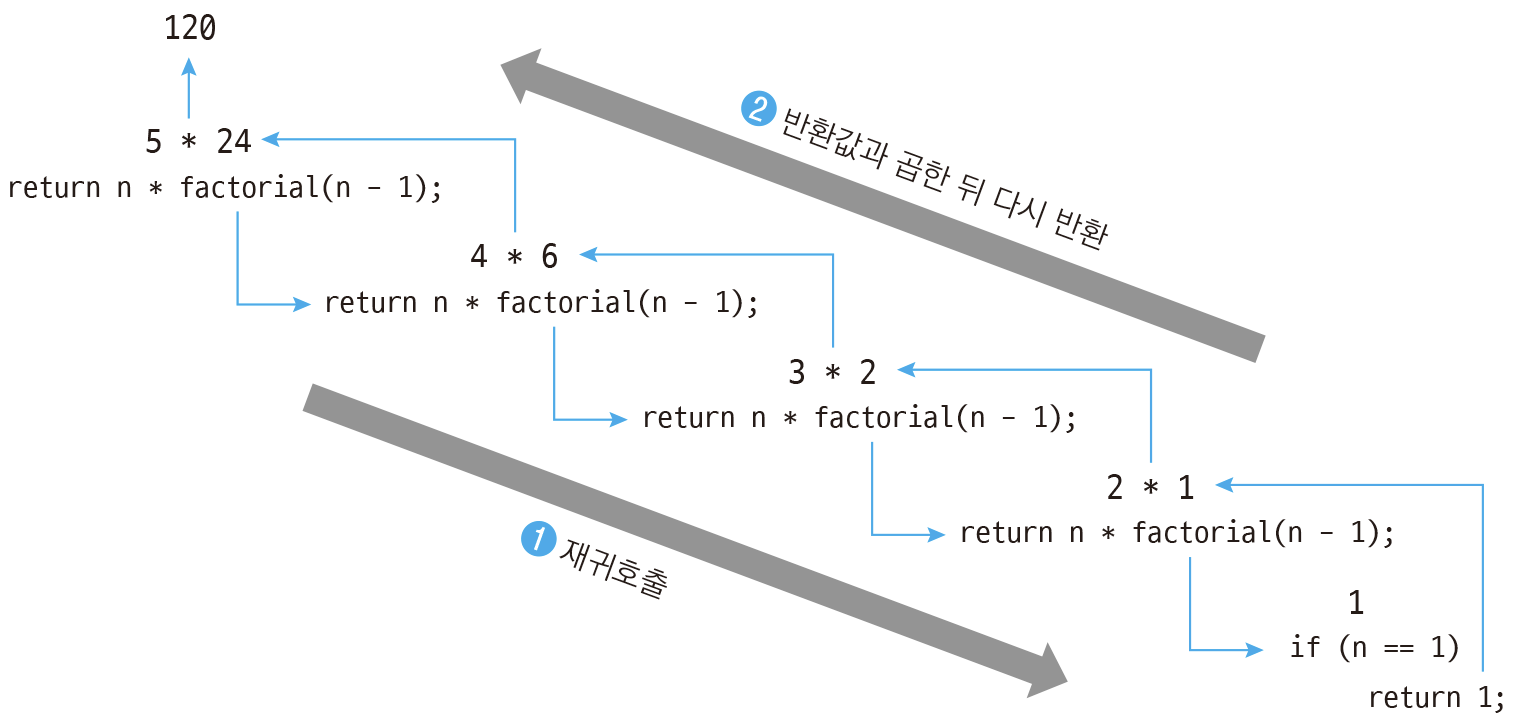 120
5 * 24
return n * factorial(n - 1);
❷ 반환값과 곱한 뒤 다시 반환
4 * 6
return n * factorial(n - 1);
3 * 2
return n * factorial(n - 1);
❶ 재귀호출
2 * 1
return n * factorial(n - 1);
1
if (n == 1)
return 1;